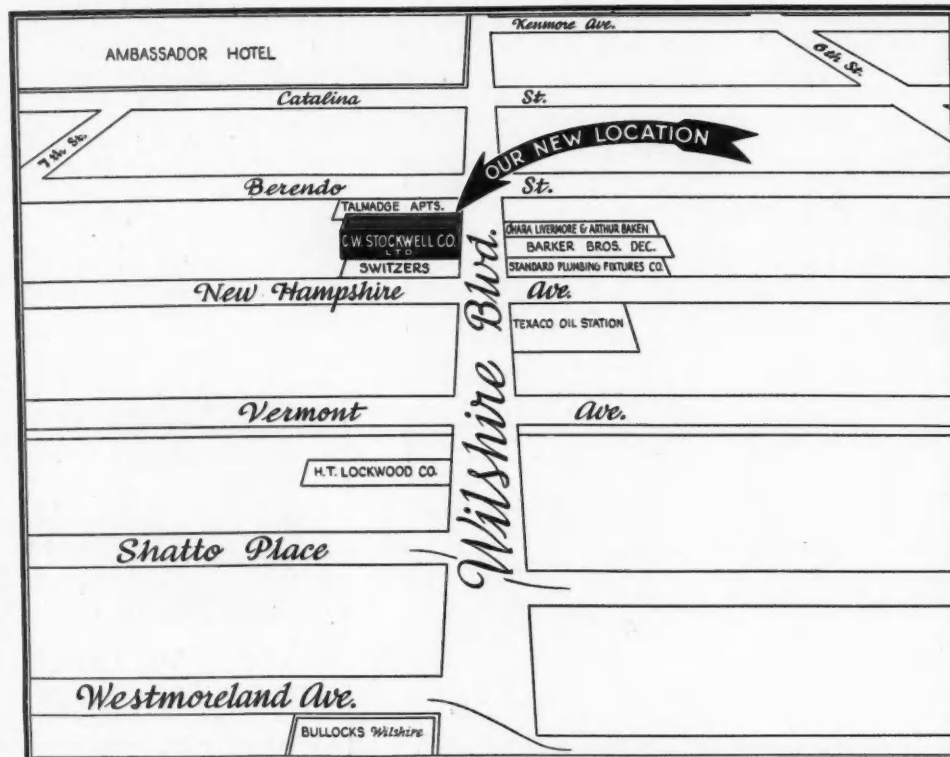 Kenmore Ave.
AMBASSADOR HOTEL
6th St.
Catalina St.
7th St.
OUR NEW LOCATION
Berendo St.
TALMADGE APTS.
C.W. STOCKWELL CO.
LTD
SWITZERS
OHARA LIVERMORE & ARTHUR BAKEN
BARKER BROS. DEC.
STANDARD PLUMBING FIXTURES CO.
New Hampshire Ave.
TEXACO OIL STATION
Wilshire Blvd.
Vermont Ave.
H.T. LOCKWOOD CO.
Shatto Place
Westmoreland Ave.
BULLOCKS Wilshire